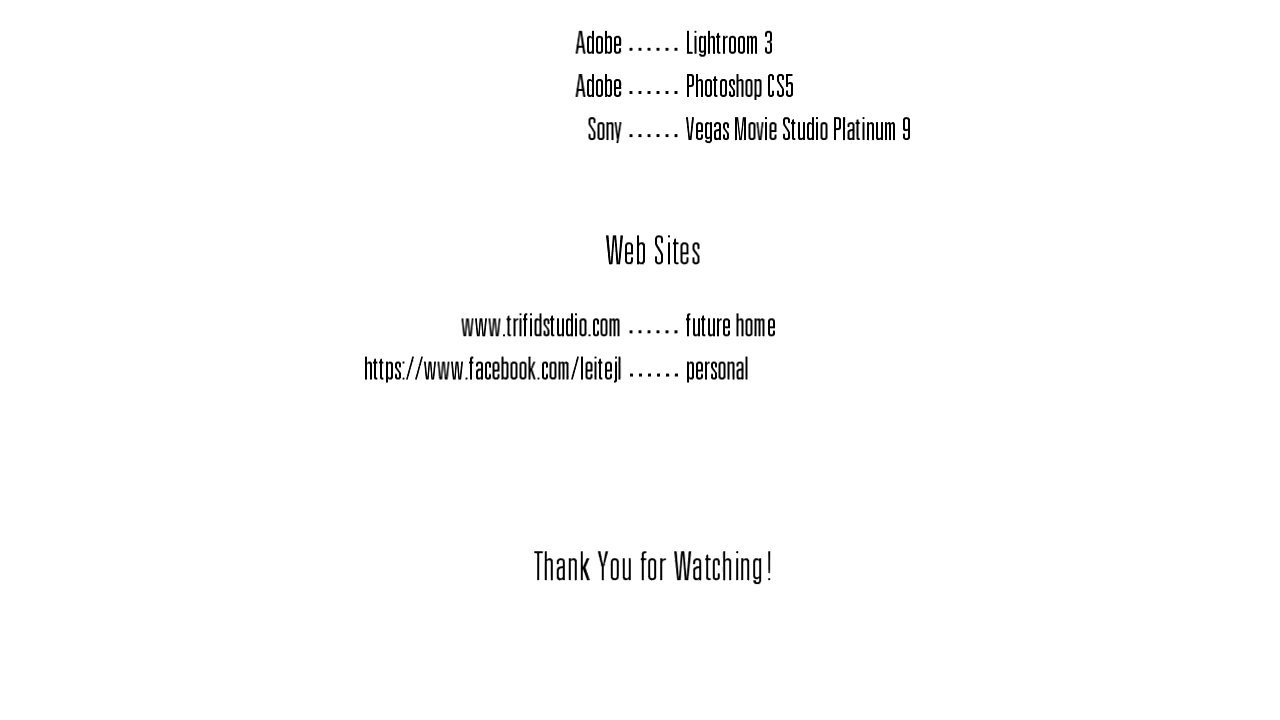 Adobe ...... Lightroom 3
Adobe ...... Photoshop CS5
Sony ...... Vegas Movie Studio Platinum 9
Web Sites
www.trifidstudio.com ...... future home
https://www.facebook.com/leitejl ...... personal
Thank You for Watching!